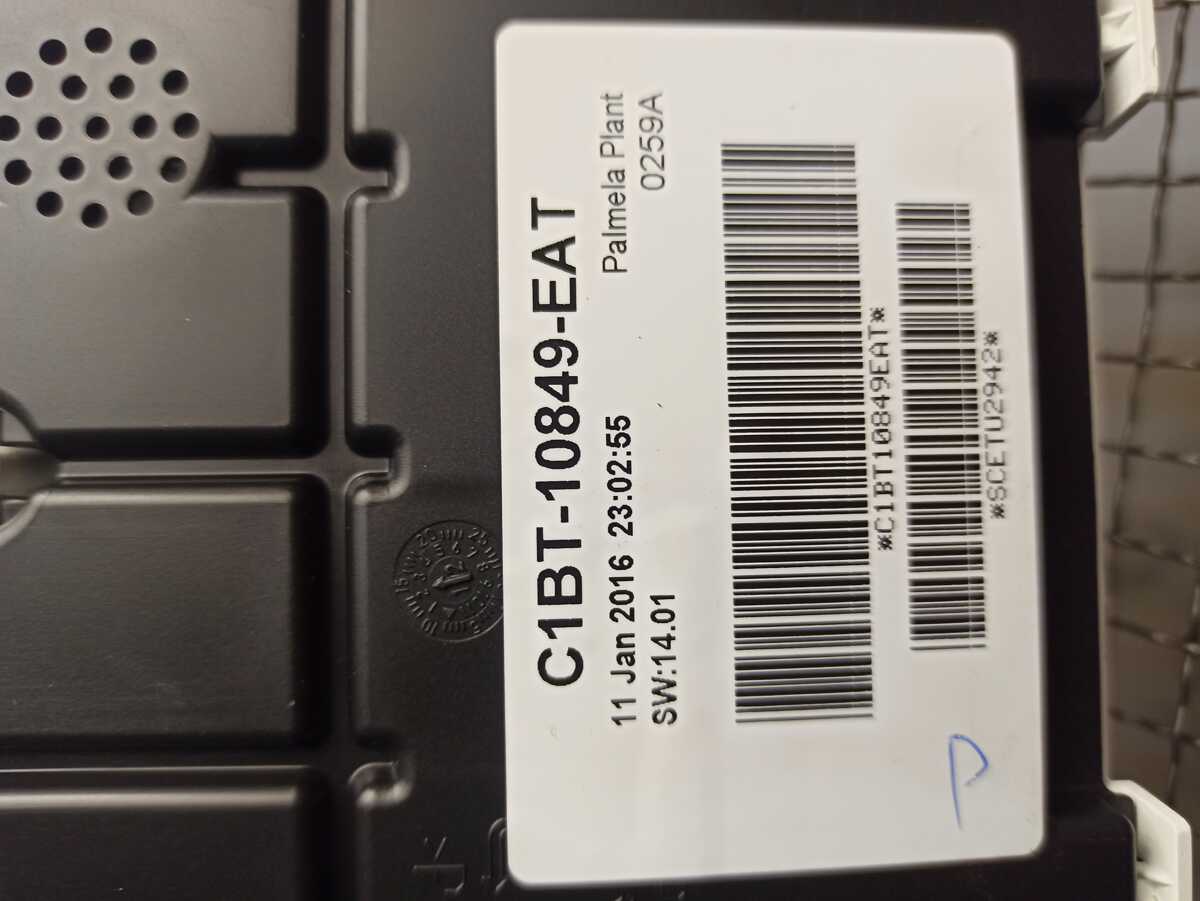 C1BT-10849-EAT
11 Jan 2016 23:02:55 Palmela Plant
SW:14.01 0259A
*C1BT10849EAT*
*SCETU2942*